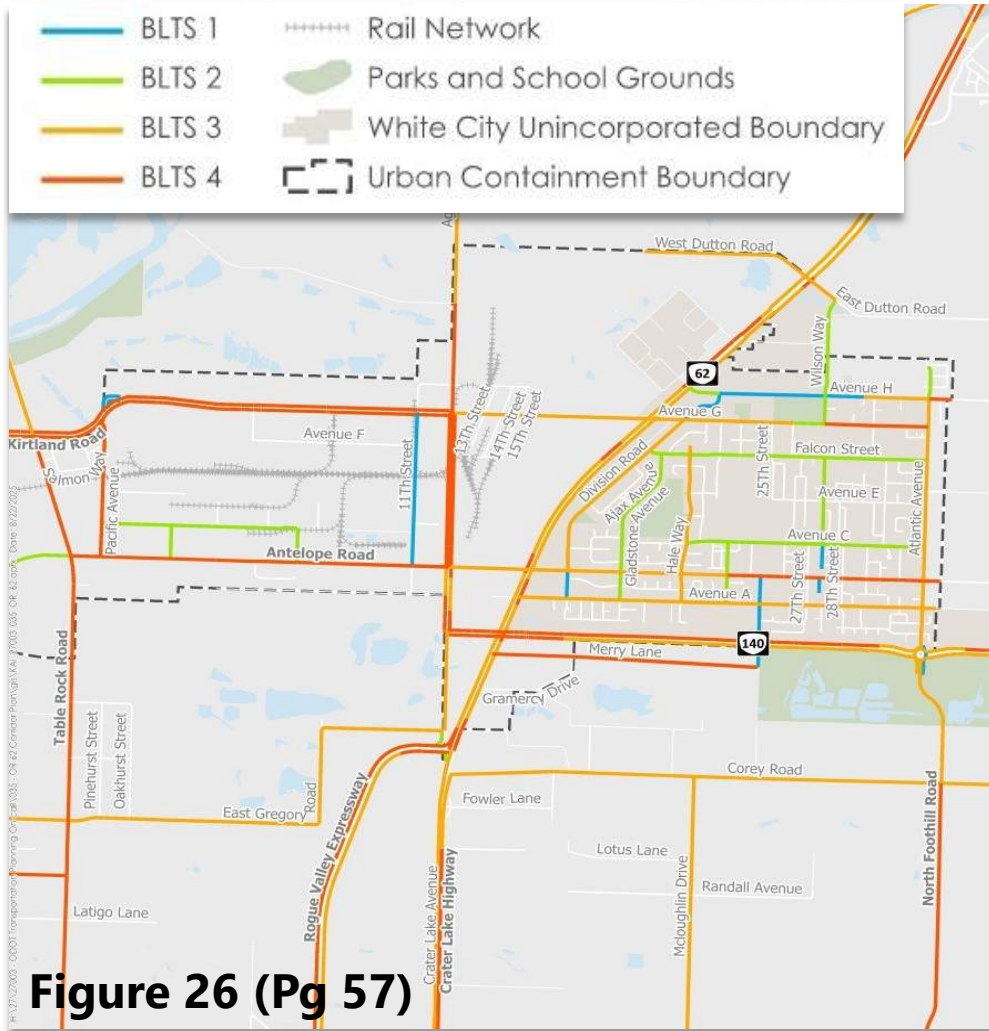 BLTS 1
Rail Network
BLTS 2
Parks and School Grounds
BLTS 3
White City Unincorporated Boundary
BLTS 4
Urban Containment Boundary
West Dutton Road
East Dutton Road
62
Wilson Way
Avenue H
Avenue G
Kirtland Road
Avenue F
13Th Street
14Th Street
15Th Street
Salmon Way
11Th Street
Division Road
25Th Street
Falcon Street
Pacific Avenue
Ajax Avenue
Gladstone Avenue
Avenue E
Atlantic Avenue
Hale Way
Avenue C
Antelope Road
27Th Street
28Th Street
Avenue A
140
Merry Lane
Table Rock Road
Gramercy Drive
Pinehurst Street
Oakhurst Street
Corey Road
East Gregory Road
Fowler Lane
Rogue Valley Expressway
North Foothill Road
Lotus Lane
Randall Avenue
Mcloughlin Drive
Crater Lake Avenue
Crater Lake Highway
Latigo Lane
Figure 26 (Pg 57)